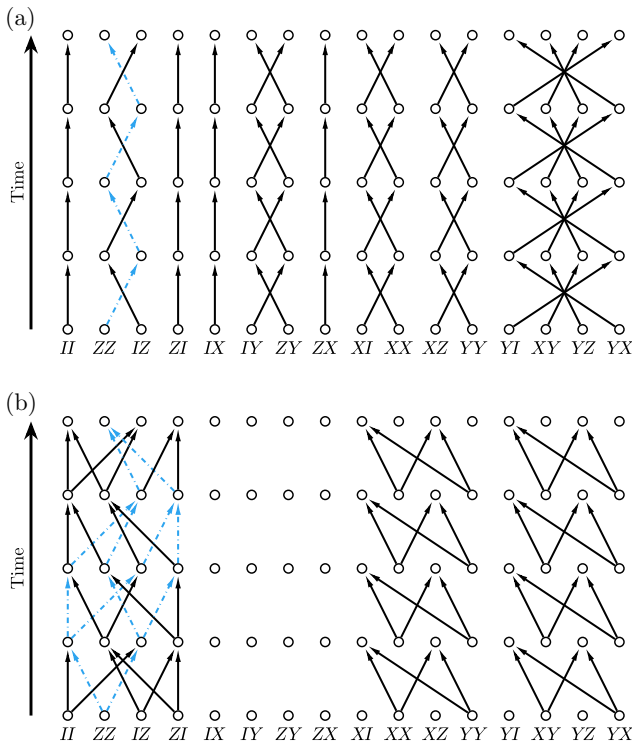 (a)
Time
II ZZ IZ ZI IX IY ZY ZX XI XX XZ YY YI XY YZ YX
(b)
Time
II ZZ IZ ZI IX IY ZY ZX XI XX XZ YY YI XY YZ YX